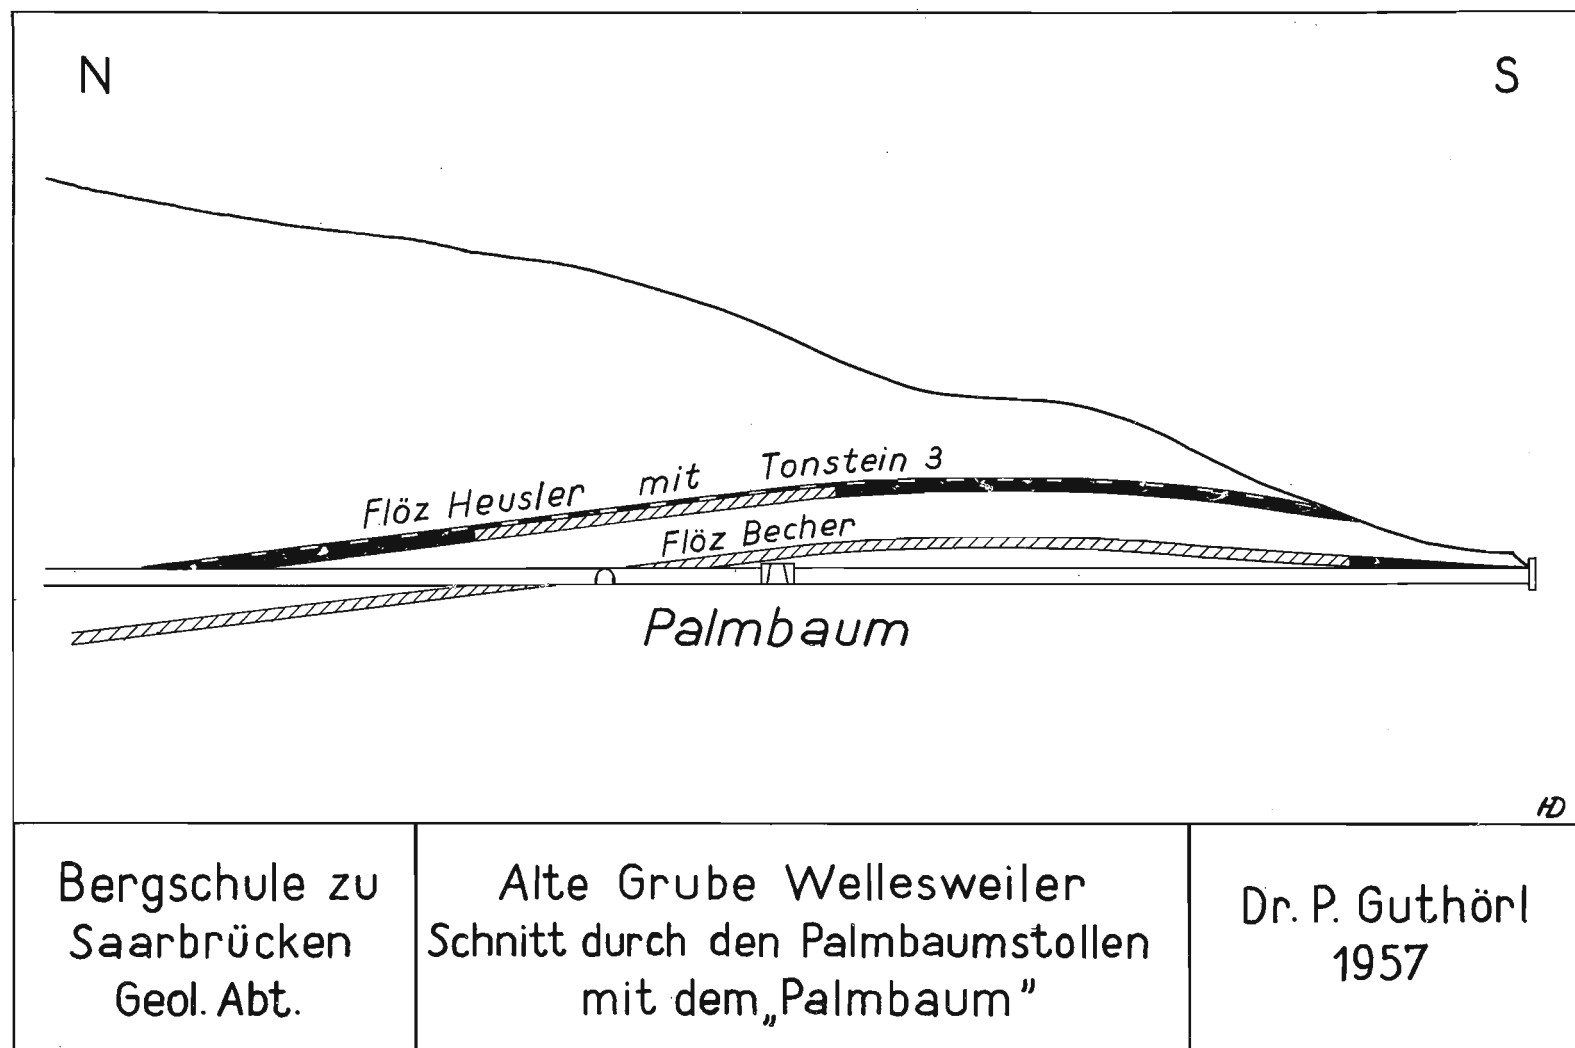 N
S
Flöz Heusler mit Tonstein 3
Flöz Becher
Palmbaum
HD
Bergschule zu
Saarbrücken
Geol. Abt.
Alte Grube Wellesweiler
Schnitt durch den Palmbaumstollen
mit dem „Palmbaum”
Dr. P. Guthörl
1957